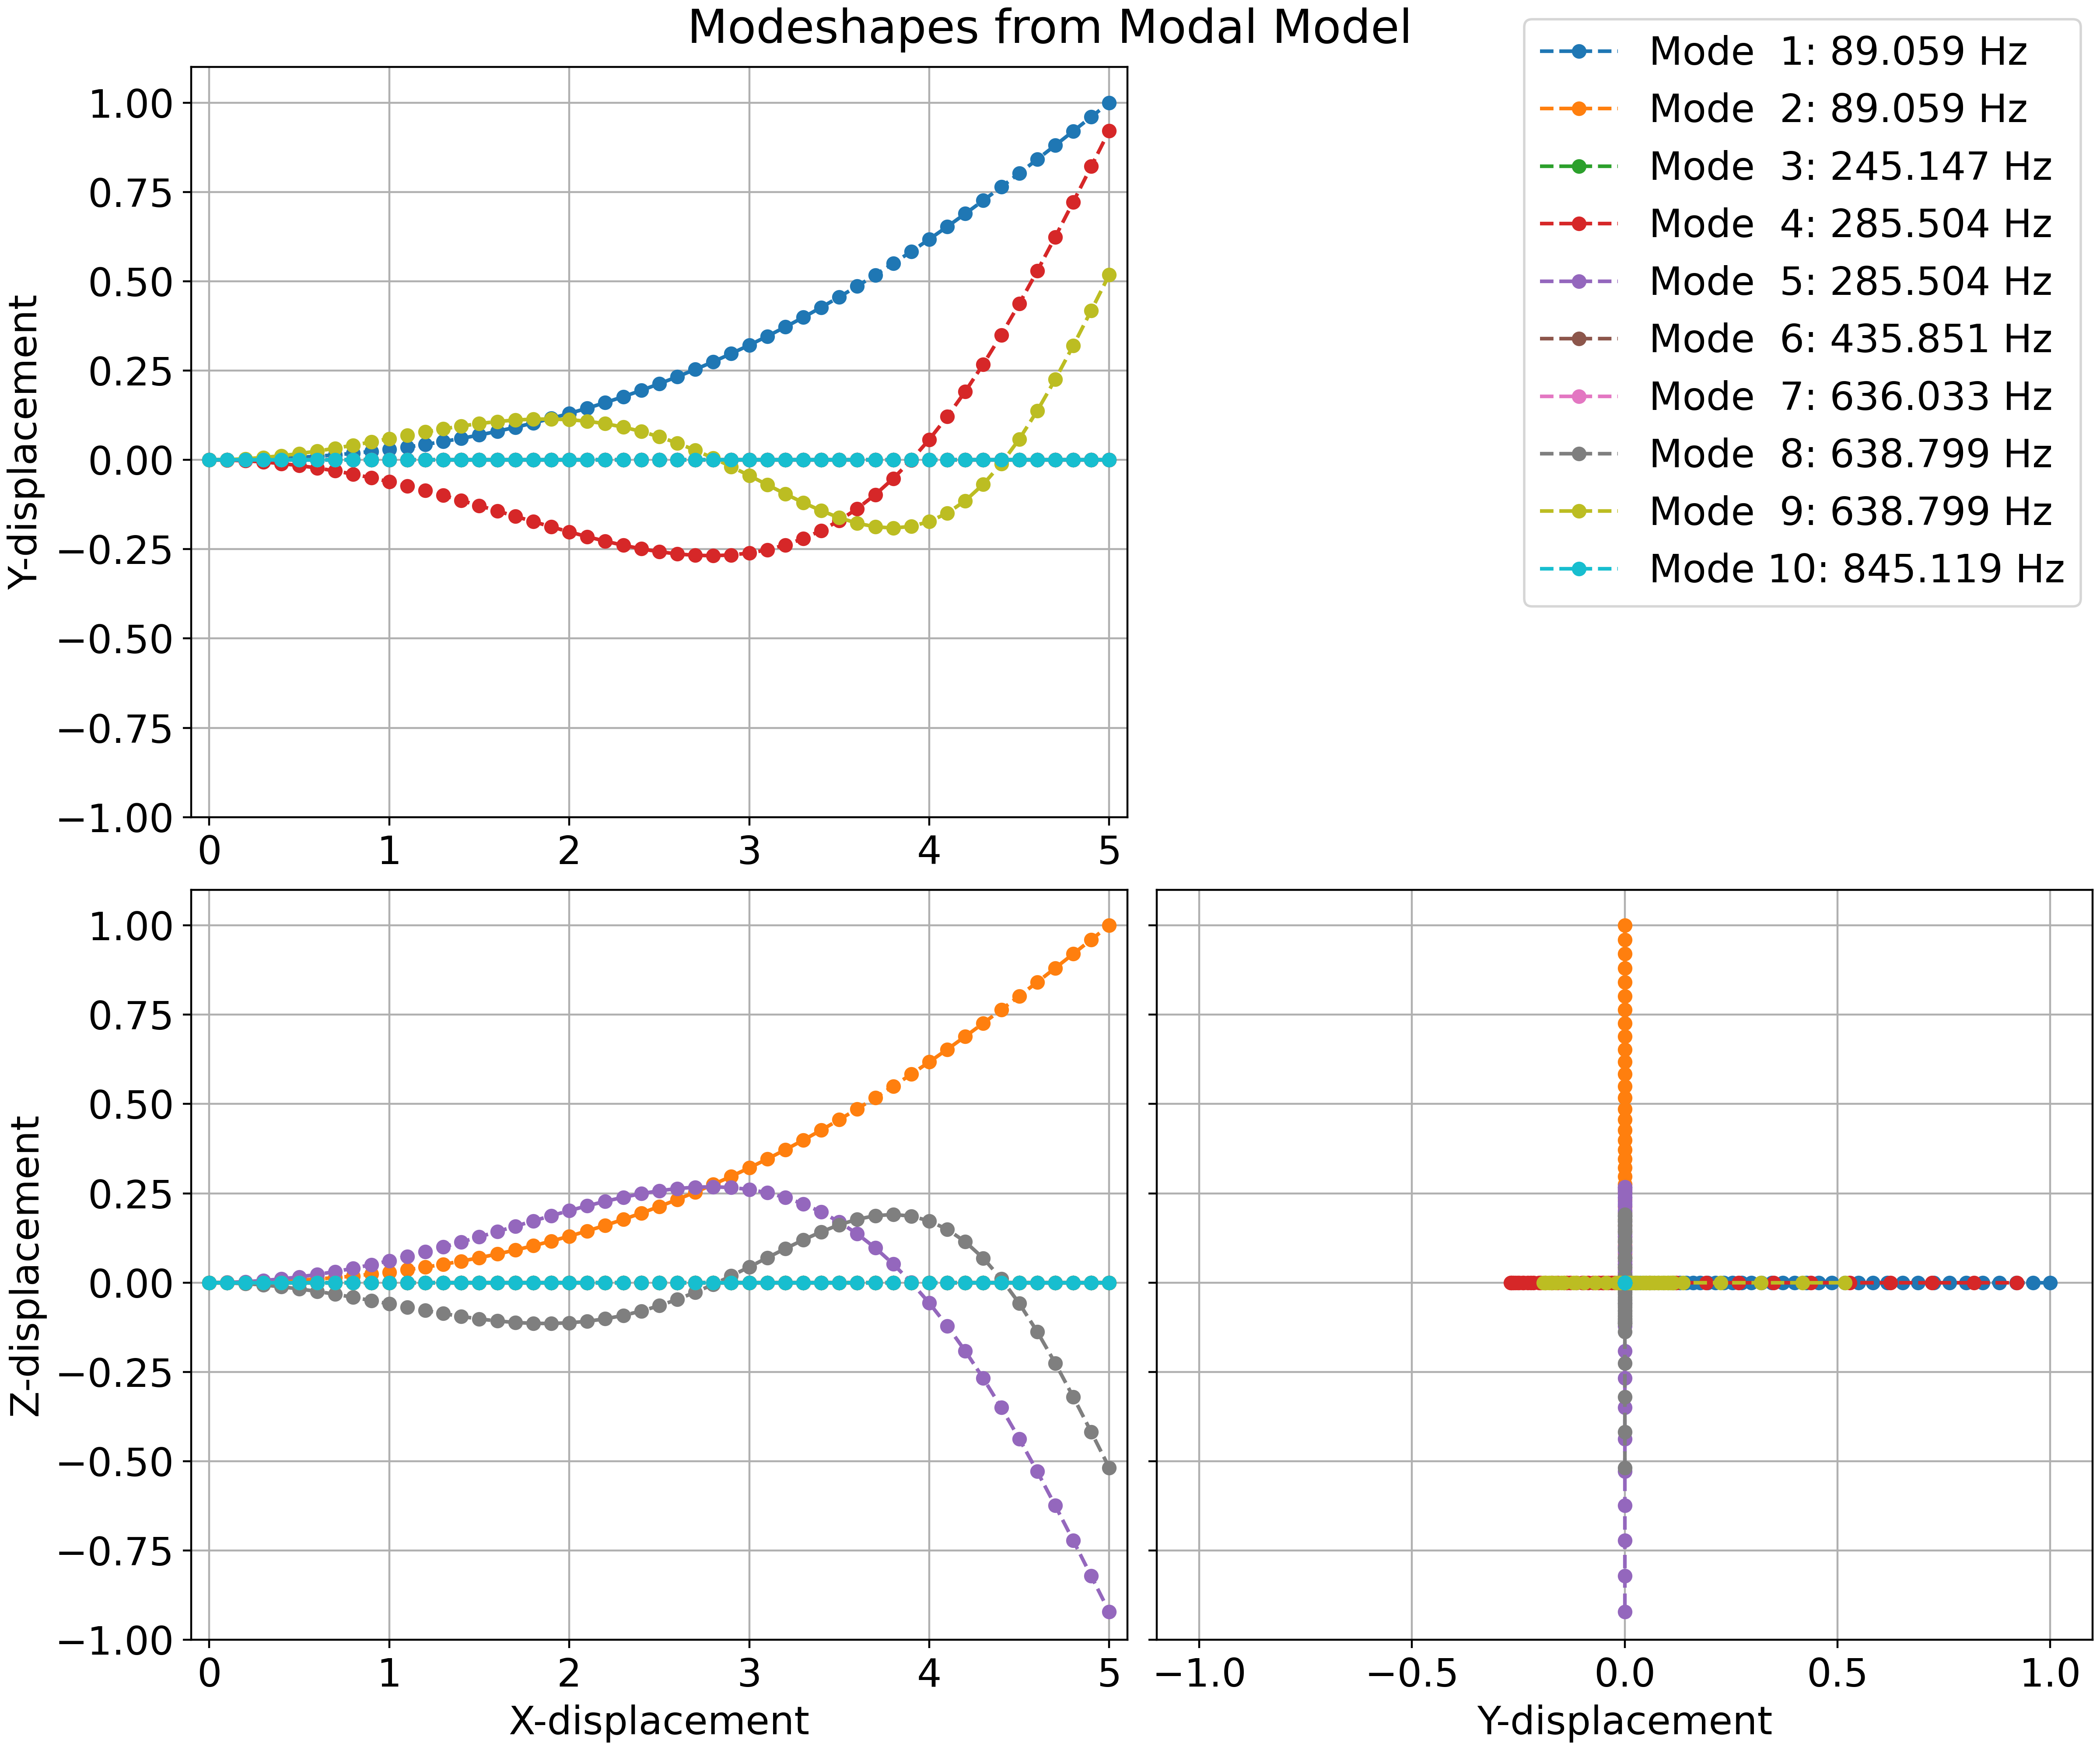 Modeshapes from Modal Model
Mode 1: 89.059 Hz
Mode 2: 89.059 Hz
Mode 3: 245.147 Hz
Mode 4: 285.504 Hz
Mode 5: 285.504 Hz
Mode 6: 435.851 Hz
Mode 7: 636.033 Hz
Mode 8: 638.799 Hz
Mode 9: 638.799 Hz
Mode 10: 845.119 Hz
Y-displacement
1.00
0.75
0.50
0.25
0.00
−0.25
−0.50
−0.75
−1.00
0 1 2 3 4 5
Z-displacement
1.00
0.75
0.50
0.25
0.00
−0.25
−0.50
−0.75
−1.00
0 1 2 3 4 5
X-displacement
−1.0 −0.5 0.0 0.5 1.0
Y-displacement